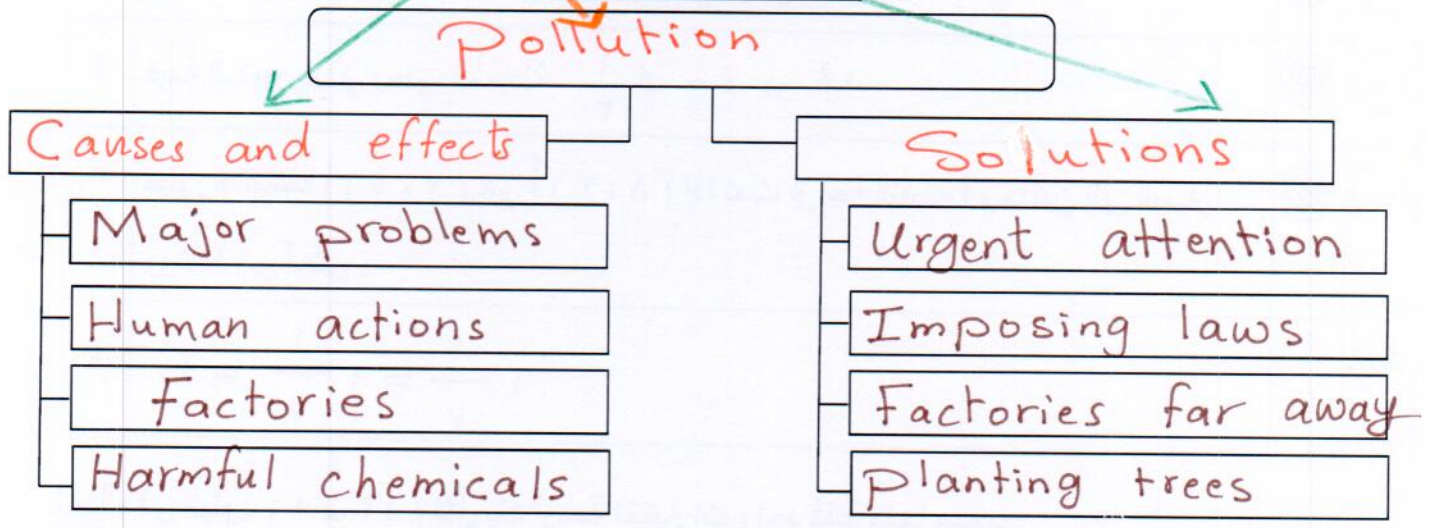 Pollution
Causes and effects
Major problems
Human actions
Factories
Harmful chemicals
Solutions
Urgent attention
Imposing laws
Factories far away
planting trees